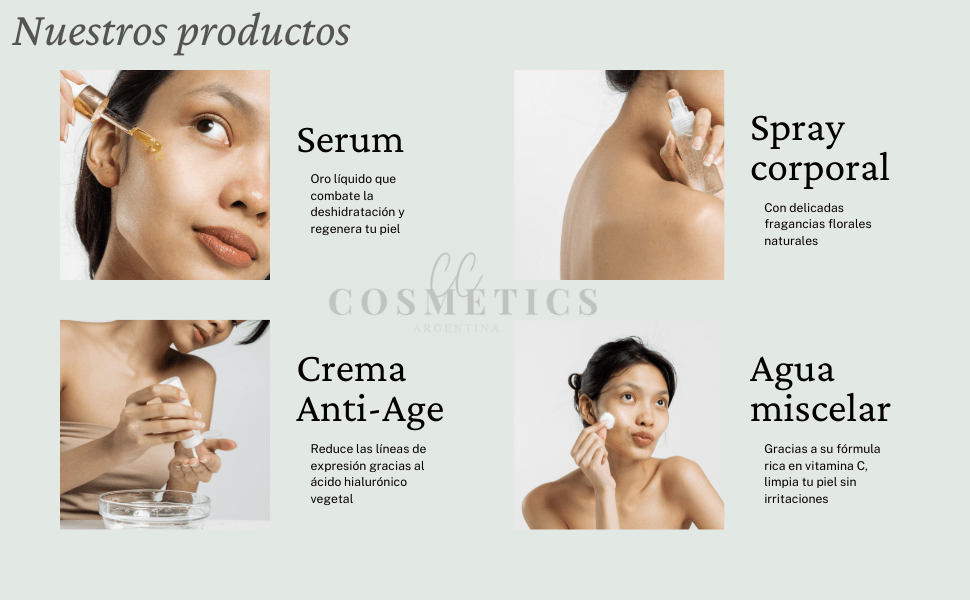 Nuestros productos
Serum
Oro líquido que
combate la
deshidratación y
regenera tu piel
Spray
corporal
Con delicadas
fragancias florales
naturales
CC
COSMETICS
ARGENTINA
Crema
Anti-Age
Reduce las líneas de
expresión gracias al
ácido hialurónico
vegetal
Agua
miscelar
Gracias a su fórmula
rica en vitamina C,
limpia tu piel sin
irritaciones